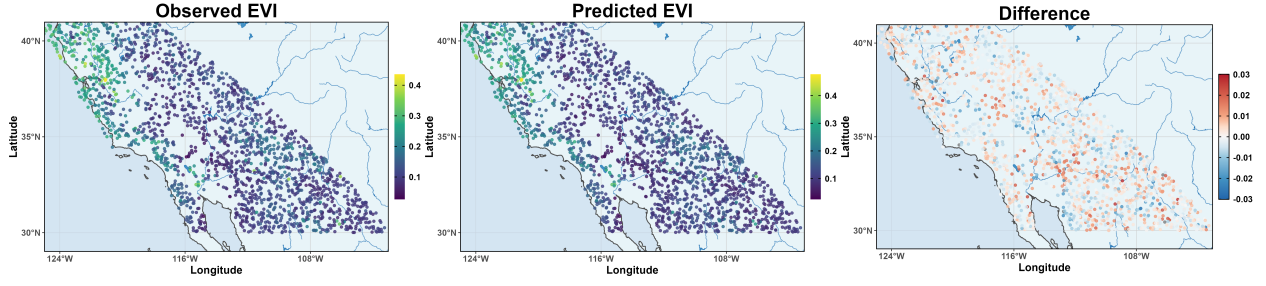 Observed EVI
Latitude
40°N
35°N
30°N
124°W
116°W
108°W
Longitude
0.4
0.3
0.2
0.1
Predicted EVI
Latitude
40°N
35°N
30°N
124°W
116°W
108°W
Longitude
0.4
0.3
0.2
0.1
Difference
Latitude
40°N
35°N
30°N
124°W
116°W
108°W
Longitude
0.03
0.02
0.01
0.00
-0.01
-0.02
-0.03